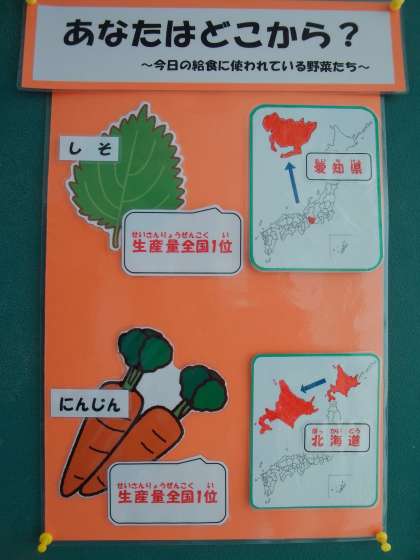 あなたはどこから？
～今日の給食に使われている野菜たち～
しそ
愛知県
せいさんりょうぜんこく い
生産量全国1位
にんじん
ほっかいどう
北海道
せいさんりょうぜんこく い
生産量全国1位